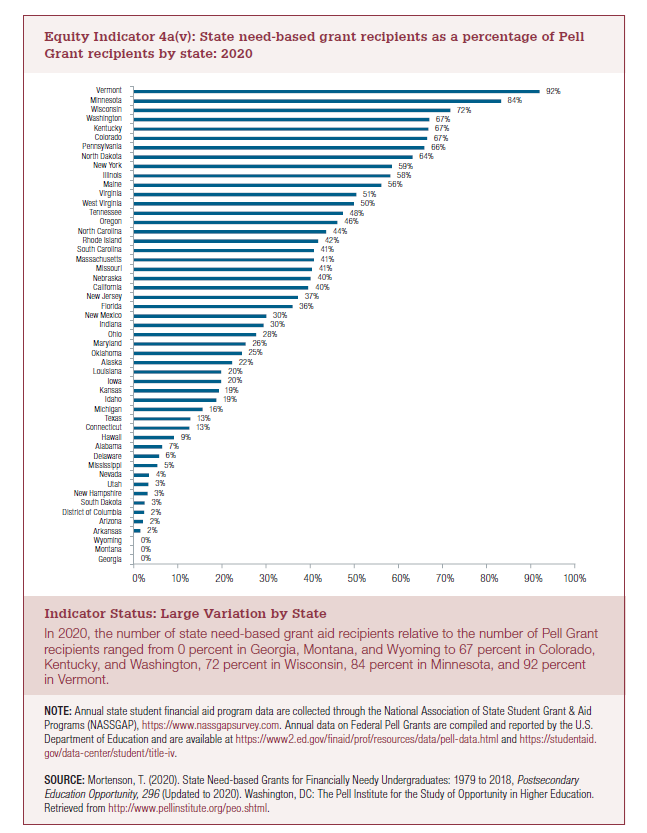 Equity Indicator 4a(v): State need-based grant recipients as a percentage of Pell
Grant recipients by state: 2020
Vermont 92%
Minnesota 84%
Wisconsin 72%
Washington 67%
Kentucky 67%
Colorado 67%
Pennsylvania 66%
North Dakota 64%
New York 59%
Illinois 58%
Maine 56%
Virginia 51%
West Virginia 50%
Tennessee 48%
Oregon 46%
North Carolina 44%
Rhode Island 42%
South Carolina 41%
Massachusetts 41%
Missouri 41%
Nebraska 40%
California 40%
New Jersey 37%
Florida 36%
New Mexico 30%
Indiana 30%
Ohio 28%
Maryland 26%
Oklahoma 25%
Alaska 22%
Louisiana 20%
Iowa 20%
Kansas 19%
Idaho 19%
Michigan 16%
Texas 13%
Connecticut 13%
Hawaii 9%
Alabama 7%
Delaware 6%
Mississippi 5%
Nevada 4%
Utah 3%
New Hampshire 3%
South Dakota 3%
District of Columbia 2%
Arizona 2%
Arkansas 2%
Wyoming 0%
Montana 0%
Georgia 0%
0% 10% 20% 30% 40% 50% 60% 70% 80% 90% 100%
Indicator Status: Large Variation by State
In 2020, the number of state need-based grant aid recipients relative to the number of Pell Grant
recipients ranged from 0 percent in Georgia, Montana, and Wyoming to 67 percent in Colorado,
Kentucky, and Washington, 72 percent in Wisconsin, 84 percent in Minnesota, and 92 percent
in Vermont.
NOTE: Annual state student financial aid program data are collected through the National Association of State Student Grant & Aid
Programs (NASSGAP), https://www.nassgapsurvey.com. Annual data on Federal Pell Grants are compiled and reported by the U.S.
Department of Education and are available at https://www2.ed.gov/finaid/prof/resources/data/pell-data.html and https://studentaid.
gov/data-center/student/title-iv.
SOURCE: Mortenson, T. (2020). State Need-based Grants for Financially Needy Undergraduates: 1979 to 2018, Postsecondary
Education Opportunity, 296 (Updated to 2020). Washington, DC: The Pell Institute for the Study of Opportunity in Higher Education.
Retrieved from http://www.pellinstitute.org/peo.shtml.